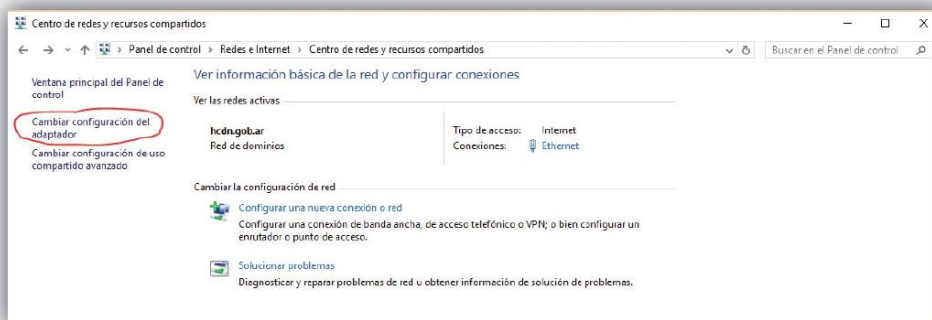 Centro de redes y recursos compartidos
Panel de control > Redes e Internet > Centro de redes y recursos compartidos
Buscar en el Panel de control
Ventana principal del Panel de
control
Cambiar configuración del
adaptador
Cambiar configuración de uso
compartido avanzado
Ver información básica de la red y configurar conexiones
Ver las redes activas
hcdn.gob.ar
Red de dominios
Tipo de acceso: Internet
Conexiones: Ethernet
Cambiar la configuración de red
Configurar una nueva conexión o red
Configurar una conexión de banda ancha, de acceso telefónico o VPN; o bien configurar un
enrutador o punto de acceso.
Solucionar problemas
Diagnosticar y reparar problemas de red u obtener información de solución de problemas.